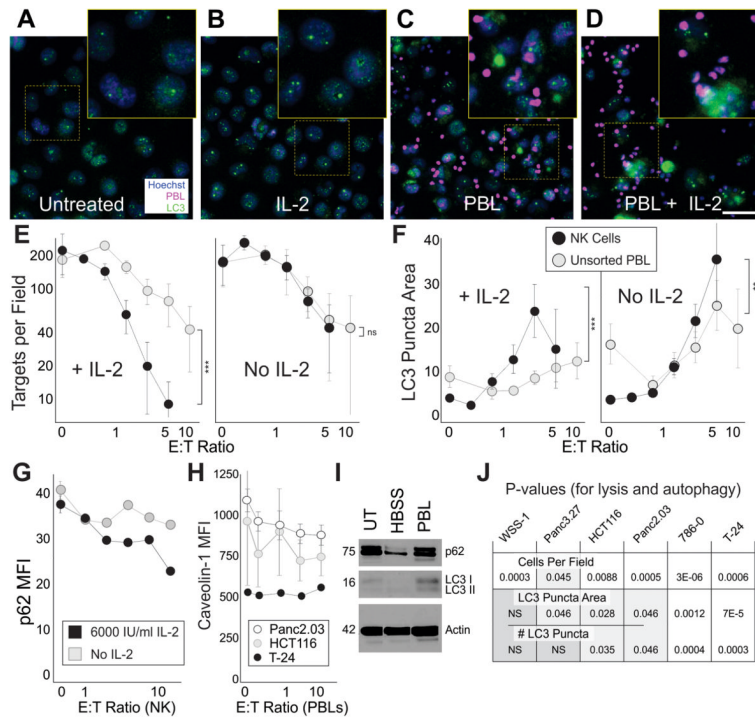 A B C D
Hoechst
PBL
LC3
Untreated IL-2 PBL PBL + IL-2
E
Targets per Field
200
100
40
20
10
+ IL-2
***
No IL-2
ns
0 1 5 10 0 1 5 10
E:T Ratio
F
LC3 Puncta Area
40
30
20
10
0
NK Cells
Unsorted PBL
+ IL-2
***
No IL-2
**
0 1 5 10 0 1 5 10
E:T Ratio
G
p62 MFI
40
30
20
10
0
6000 IU/ml IL-2
No IL-2
0 1 10
E:T Ratio (NK)
H
Caveolin-1 MFI
1250
1000
750
500
250
0
Panc2.03
HCT116
T-24
0 1 10
E:T Ratio (PBLs)
I
UT HBSS PBL
75 p62
16 LC3 I
LC3 II
42 Actin
J
P-values (for lysis and autophagy)
WSS-1 Panc3.27 HCT116 Panc2.03 786-0 T-24
Cells Per Field
0.0003 0.045 0.0088 0.0005 3E-06 0.0006
LC3 Puncta Area
NS 0.046 0.028 0.046 0.0012 7E-5
# LC3 Puncta
NS NS 0.035 0.046 0.0004 0.0003